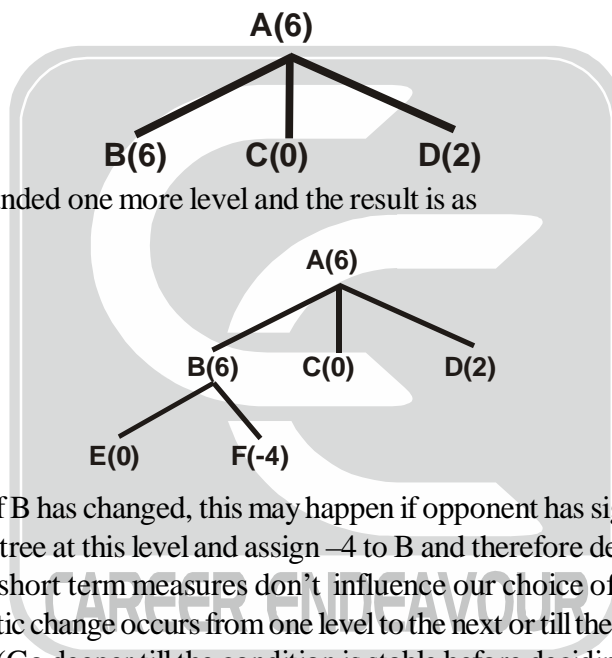 A(6)
B(6) C(0) D(2)
nded one more level and the result is as
A(6)
B(6) C(0) D(2)
E(0) F(-4)
f B has changed, this may happen if opponent has sig
tree at this level and assign –4 to B and therefore de
short term measures don't influence our choice of
CAREER ENDEAVOUR
tic change occurs from one level to the next or till the
(Go deeper till the condition is stable before decidin